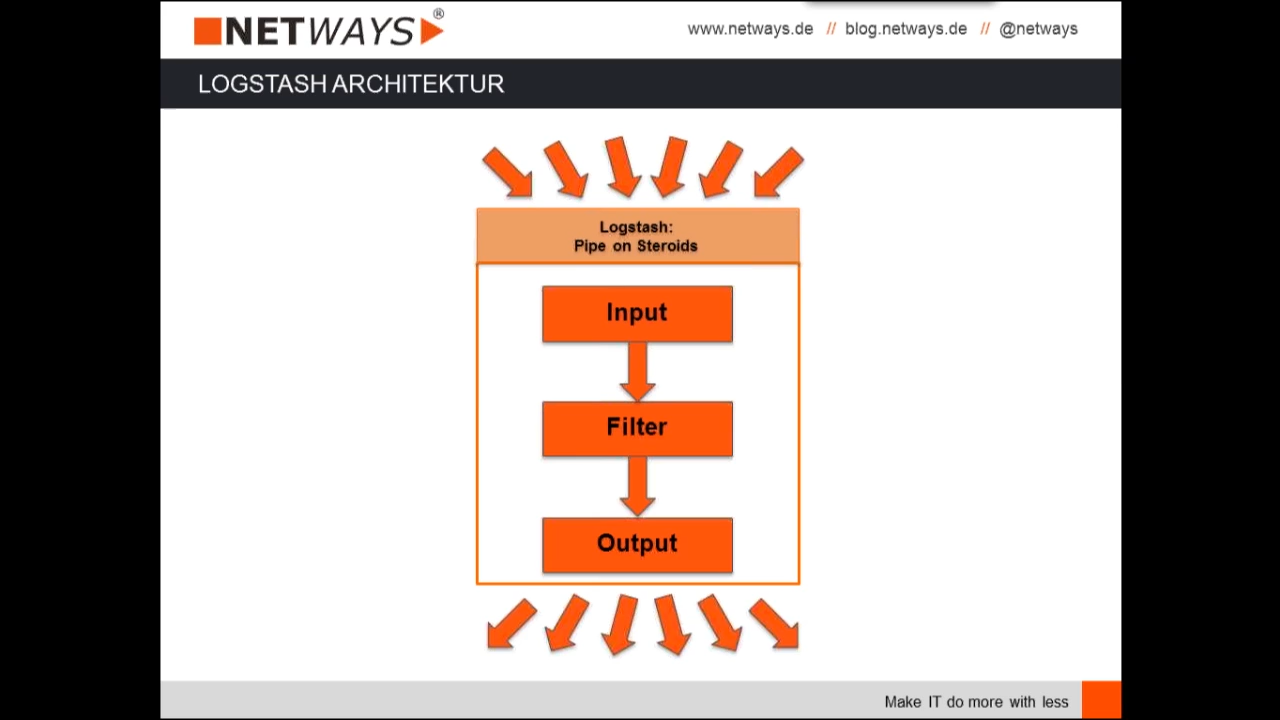 NETWAYS®
www.netways.de // blog.netways.de // @netways
LOGSTASH ARCHITEKTUR
Logstash:
Pipe on Steroids
Input
Filter
Output
Make IT do more with less